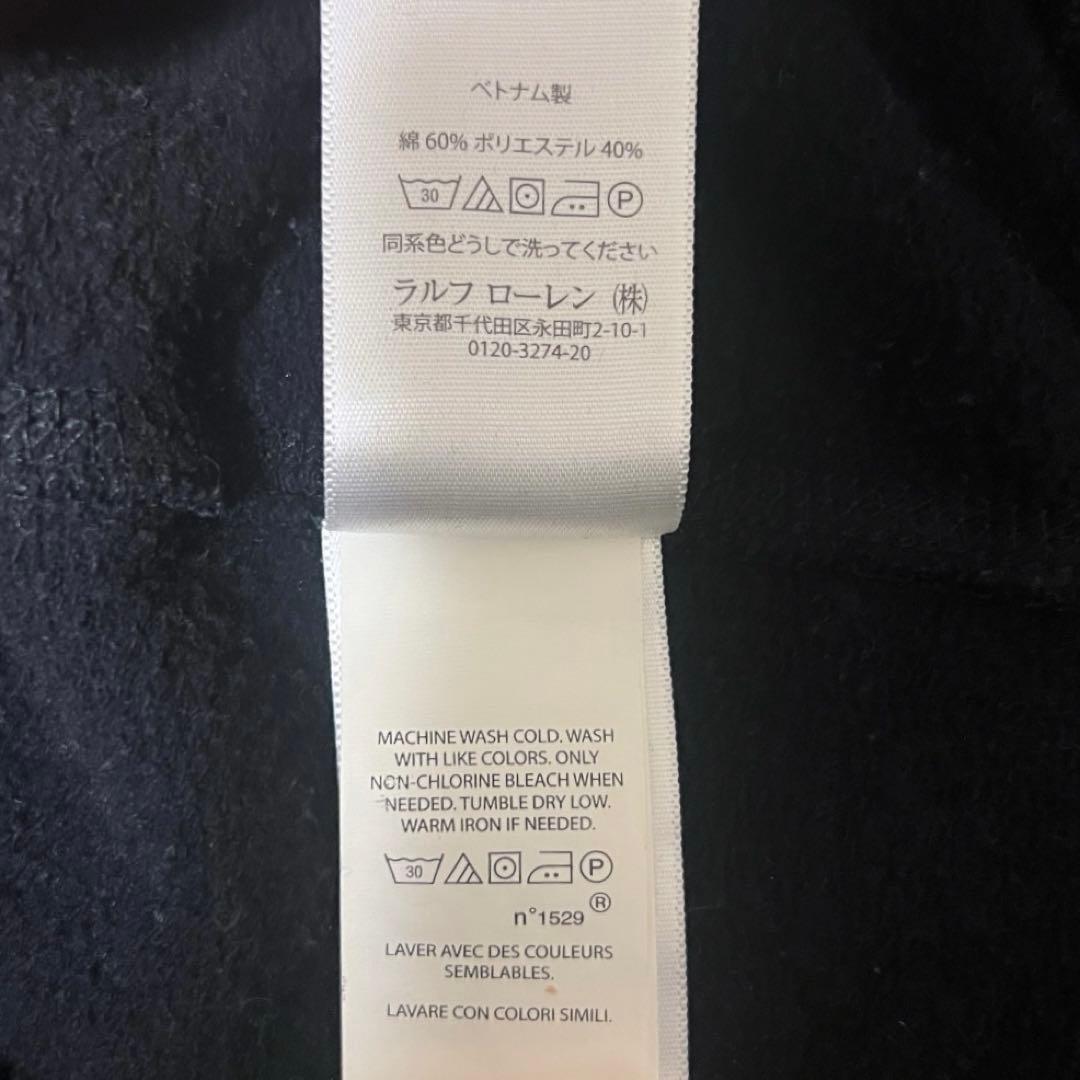 ベトナム製
綿 60% ポリエステル 40%
30 P
同系色どうしで洗ってください
ラルフ ローレン (株)
東京都千代田区永田町2-10-1
0120-3274-20
MACHINE WASH COLD. WASH
WITH LIKE COLORS. ONLY
NON-CHLORINE BLEACH WHEN
NEEDED. TUMBLE DRY LOW.
WARM IRON IF NEEDED.
30 P
n°1529 ®
LAVER AVEC DES COULEURS
SEMBLABLES.
LAVARE CON COLORI SIMILI.